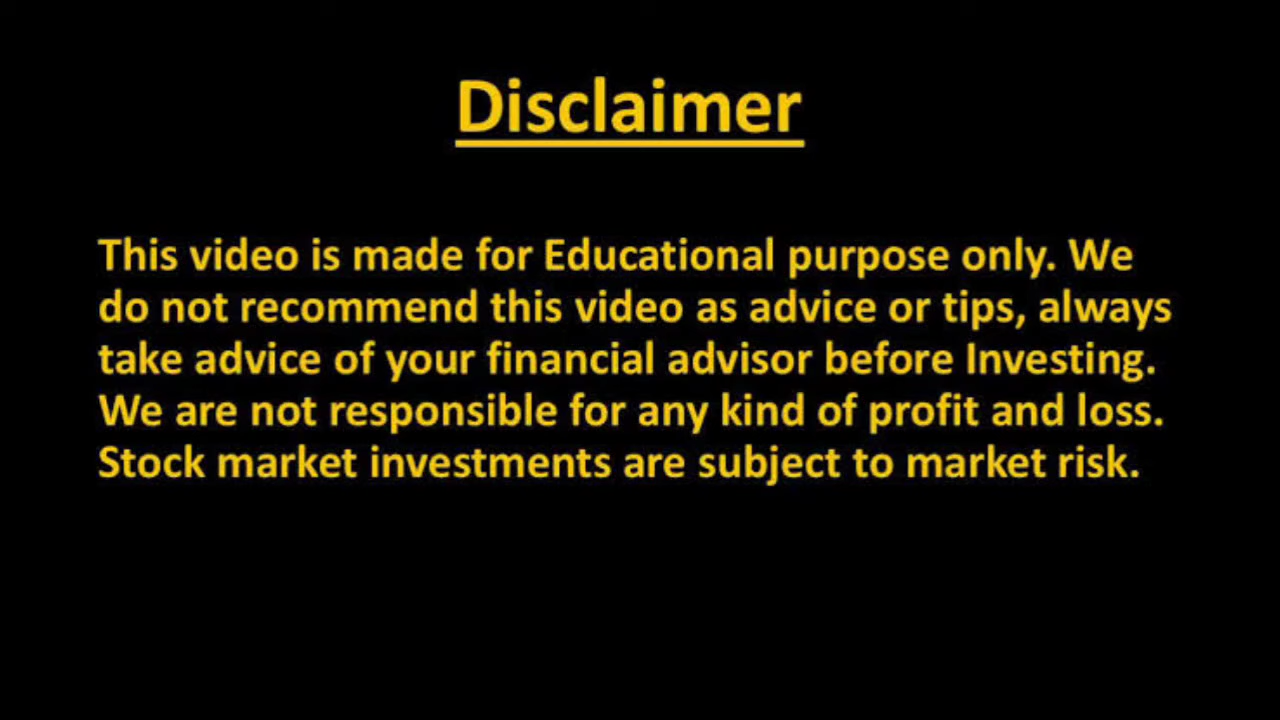 Disclaimer
This video is made for Educational purpose only. We
do not recommend this video as advice or tips, always
take advice of your financial advisor before Investing.
We are not responsible for any kind of profit and loss.
Stock market investments are subject to market risk.